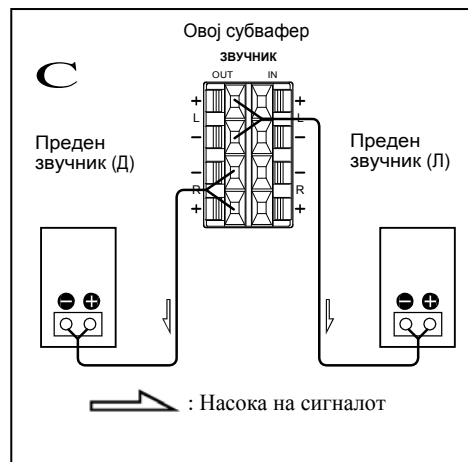 Овој субвафер
ЗВУЧНИК
C
OUT IN
+ +
L L
- -
Преден
звучник (Д)
Преден
звучник (Л)
- -
R R
+ +
- +
- +
: Насока на сигналот